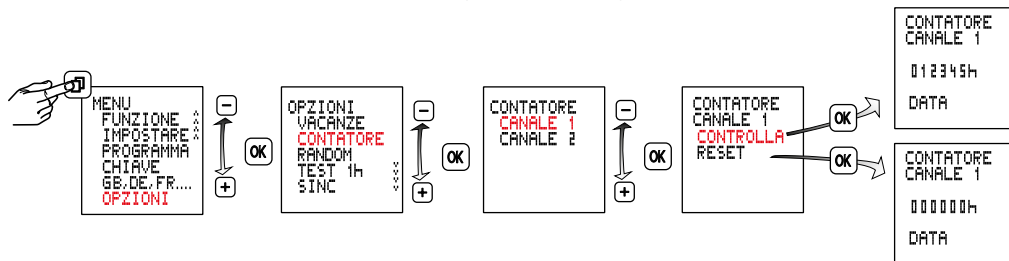 MENU
FUNZIONE
IMPOSTARE
PROGRAMMA
CHIAVE
GB,DE,FR....
OPZIONI
−
+
OK
OPZIONI
VACANZE
CONTATORE
RANDOM
TEST 1h
SINC
−
+
OK
CONTATORE
CANALE 1
CANALE 2
−
+
OK
CONTATORE
CANALE 1
CONTROLLA
RESET
OK
OK
CONTATORE
CANALE 1
012345h
DATA
CONTATORE
CANALE 1
000000h
DATA